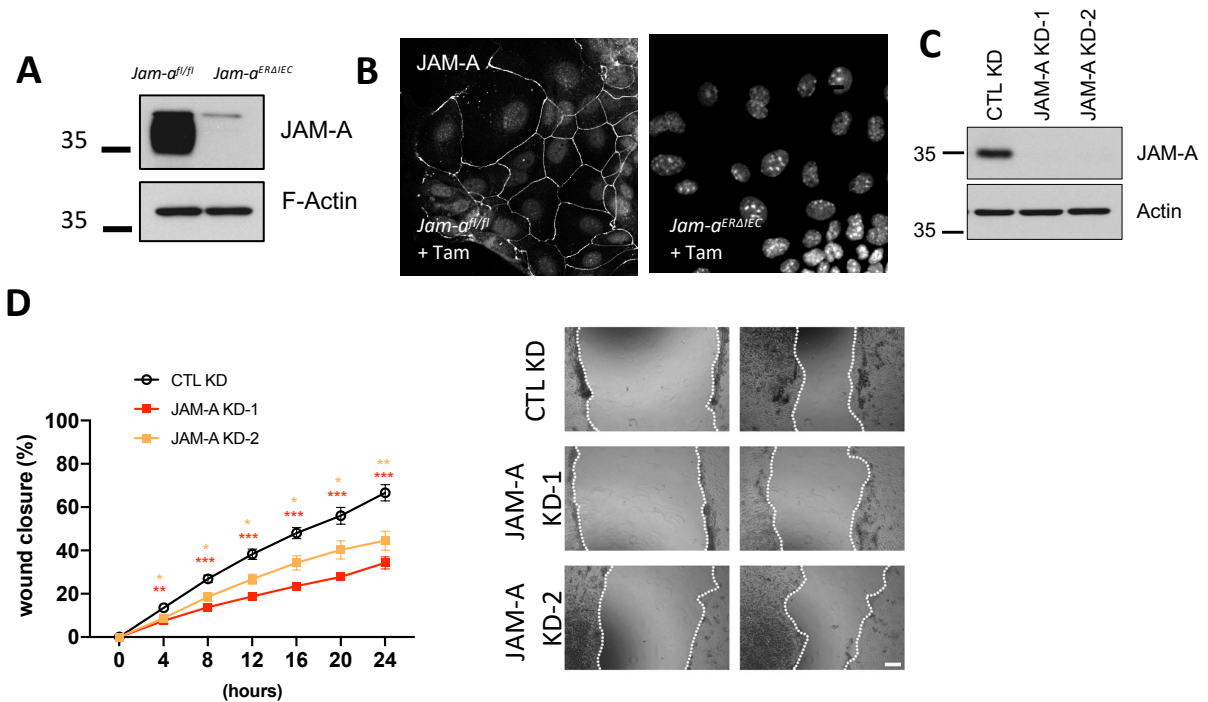 A
Jam-a^fl/fl Jam-a^ERΔIEC
35
JAM-A
35
F-Actin
B
JAM-A
Jam-a^fl/fl
+ Tam
Jam-a^ERΔIEC
+ Tam
C
CTL KD
JAM-A KD-1
JAM-A KD-2
35
JAM-A
35
Actin
D
CTL KD
JAM-A KD-1
JAM-A KD-2
wound closure (%)
100
80
60
40
20
0
*
**
*
***
*
***
*
***
*
***
**
***
0 4 8 12 16 20 24
(hours)
CTL KD
JAM-A
KD-1
JAM-A
KD-2